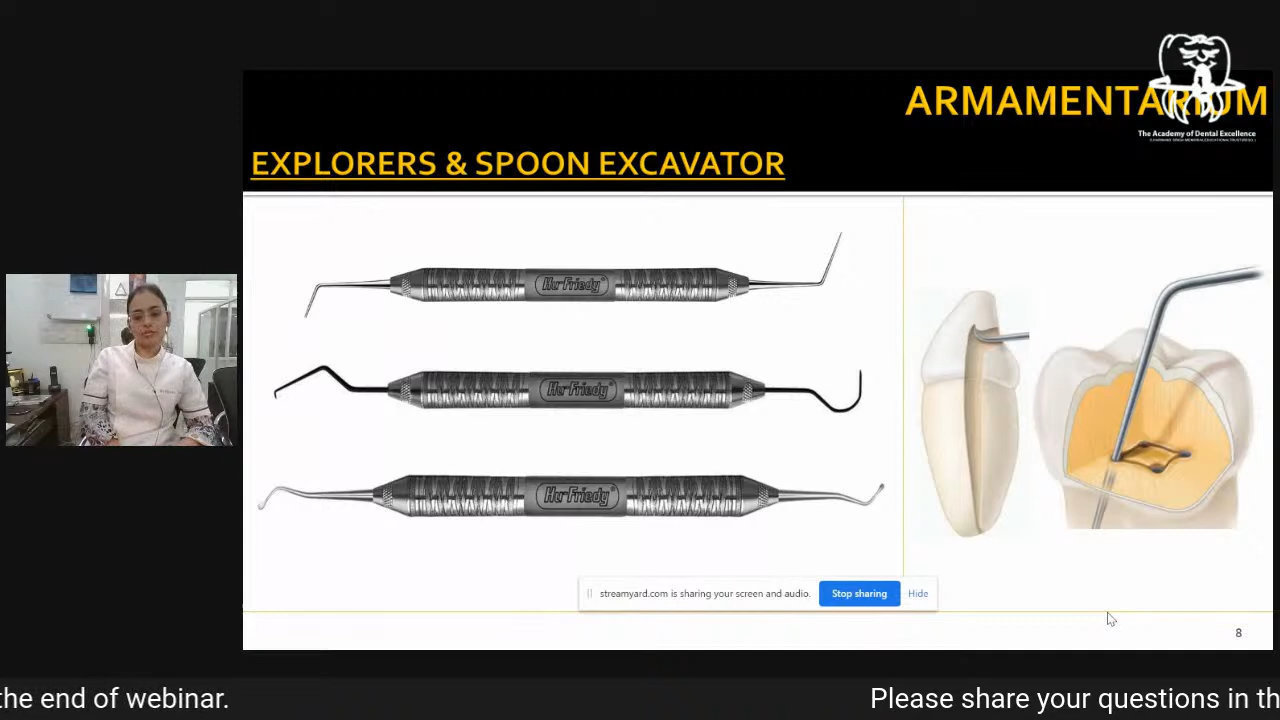 ARMAMENTARIUM
The Academy of Dental Excellence
EXPLORERS & SPOON EXCAVATOR
Hu-Friedy
Hu-Friedy
Hu-Friedy
streamyard.com is sharing your screen and audio.
Stop sharing
Hide
8
the end of webinar.
Please share your questions in th